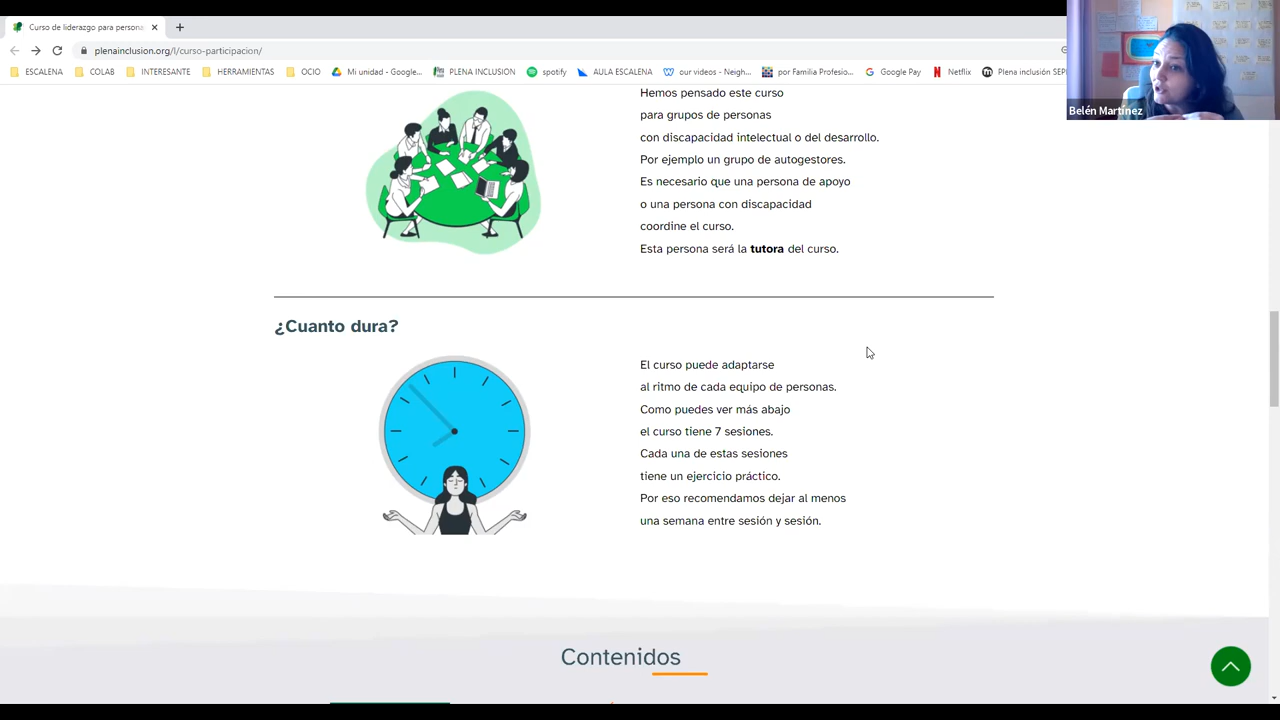 Curso de liderazgo para persona
plenainclusion.org/l/curso-participacion/
ESCALENA
COLAB
INTERESANTE
HERRAMIENTAS
OCIO
Mi unidad - Google...
PLENA INCLUSION
spotify
AULA ESCALENA
our videos - Neigh...
por Familia Profesio...
Google Pay
Netflix
Plena inclusión SEPI
Belén Martínez
Hemos pensado este curso
para grupos de personas
con discapacidad intelectual o del desarrollo.
Por ejemplo un grupo de autogestores.
Es necesario que una persona de apoyo
o una persona con discapacidad
coordine el curso.
Esta persona será la tutora del curso.
¿Cuanto dura?
El curso puede adaptarse
al ritmo de cada equipo de personas.
Como puedes ver más abajo
el curso tiene 7 sesiones.
Cada una de estas sesiones
tiene un ejercicio práctico.
Por eso recomendamos dejar al menos
una semana entre sesión y sesión.
Contenidos